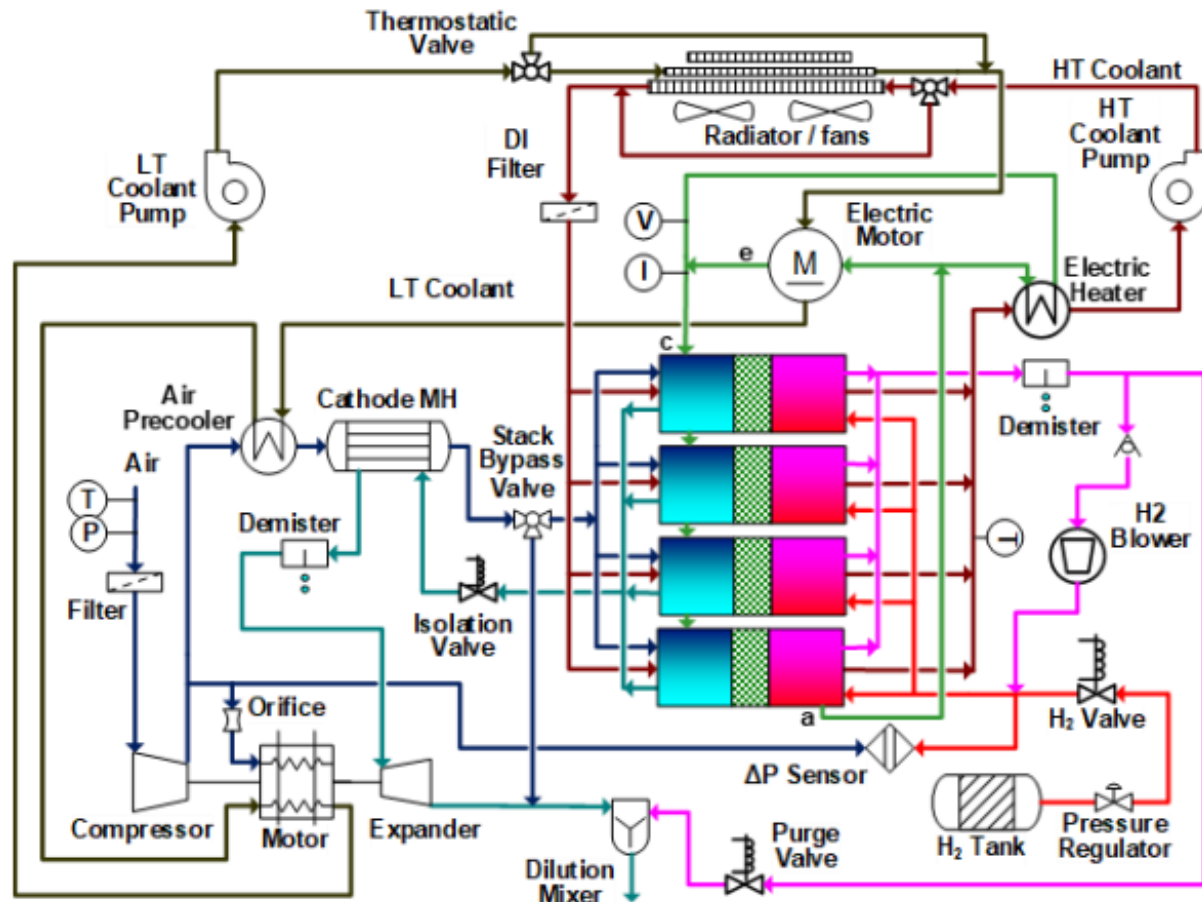 Thermostatic
Valve
HT Coolant
HT
Coolant
Pump
Radiator / fans
DI
Filter
LT
Coolant
Pump
V
I
e
Electric
Motor
M
Electric
Heater
LT Coolant
c
Air
Precooler
Cathode MH
Stack
Bypass
Valve
Demister
Air
T
P
Demister
H2
Blower
T
Filter
Isolation
Valve
Orifice
a
H₂ Valve
ΔP Sensor
Compressor
Motor
Expander
Purge
Valve
H₂ Tank
Pressure
Regulator
Dilution
Mixer